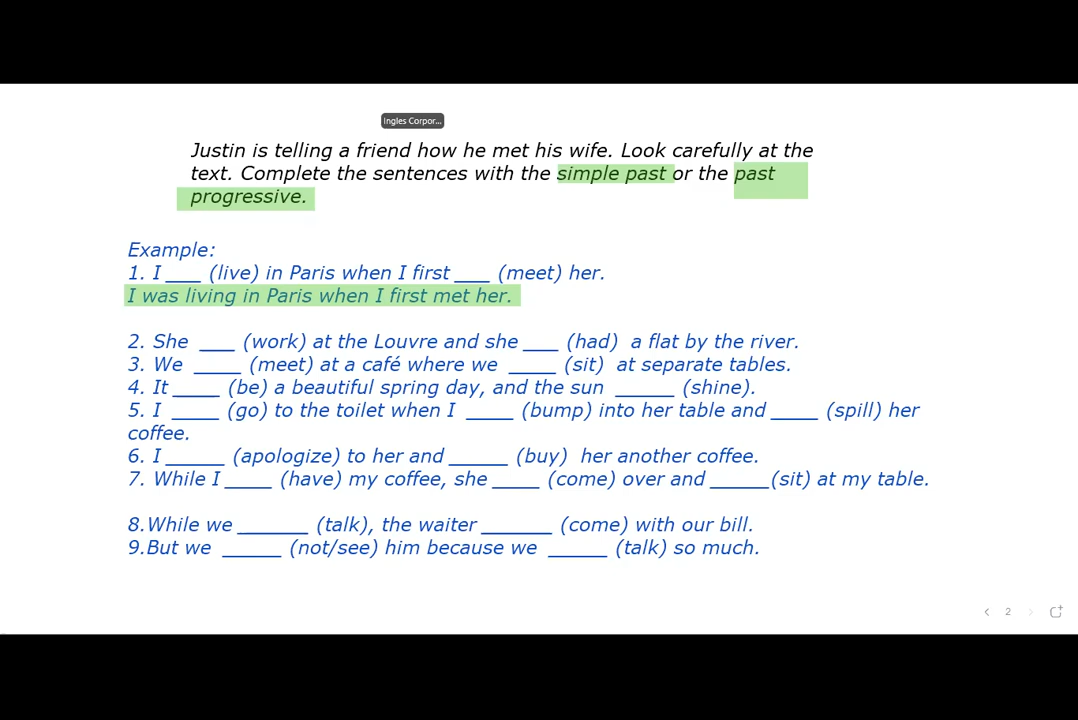 Ingles Corpor...
Justin is telling a friend how he met his wife. Look carefully at the
text. Complete the sentences with the simple past or the past
progressive.
Example:
1. I ___ (live) in Paris when I first ___ (meet) her.
I was living in Paris when I first met her.
2. She ___ (work) at the Louvre and she ___ (had) a flat by the river.
3. We ____ (meet) at a café where we ____ (sit) at separate tables.
4. It ____ (be) a beautiful spring day, and the sun _____ (shine).
5. I ____ (go) to the toilet when I ____ (bump) into her table and ____ (spill) her
coffee.
6. I _____ (apologize) to her and _____ (buy) her another coffee.
7. While I ____ (have) my coffee, she ____ (come) over and _____(sit) at my table.
8.While we ______ (talk), the waiter ______ (come) with our bill.
9.But we _____ (not/see) him because we _____ (talk) so much.
2